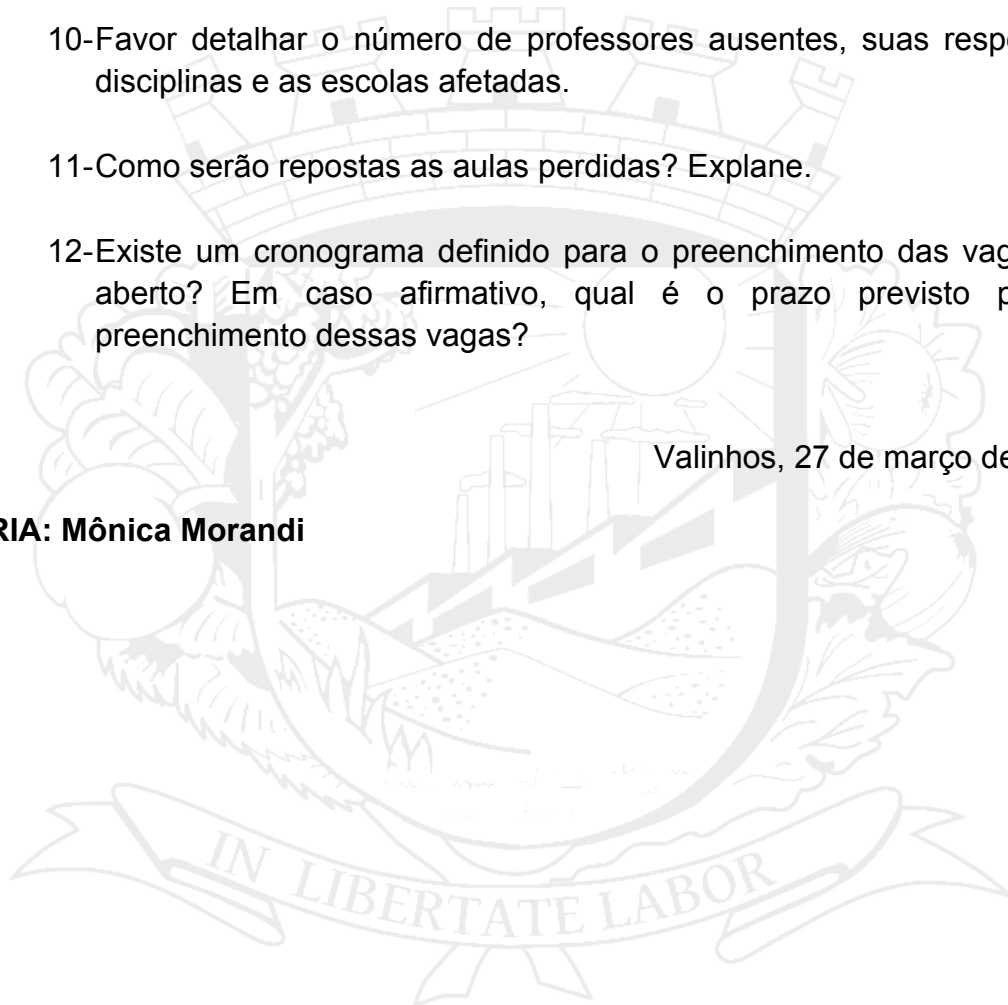 10-Favor detalhar o número de professores ausentes, suas
disciplinas e as escolas afetadas.
11-Como serão repostas as aulas perdidas? Explane.
12-Existe um cronograma definido para o preenchimento das
aberto? Em caso afirmativo, qual é o prazo previsto
preenchimento dessas vagas?
Valinhos, 27 de março de
RIA: Mônica Morandi
IN LIBERTATE LABOR